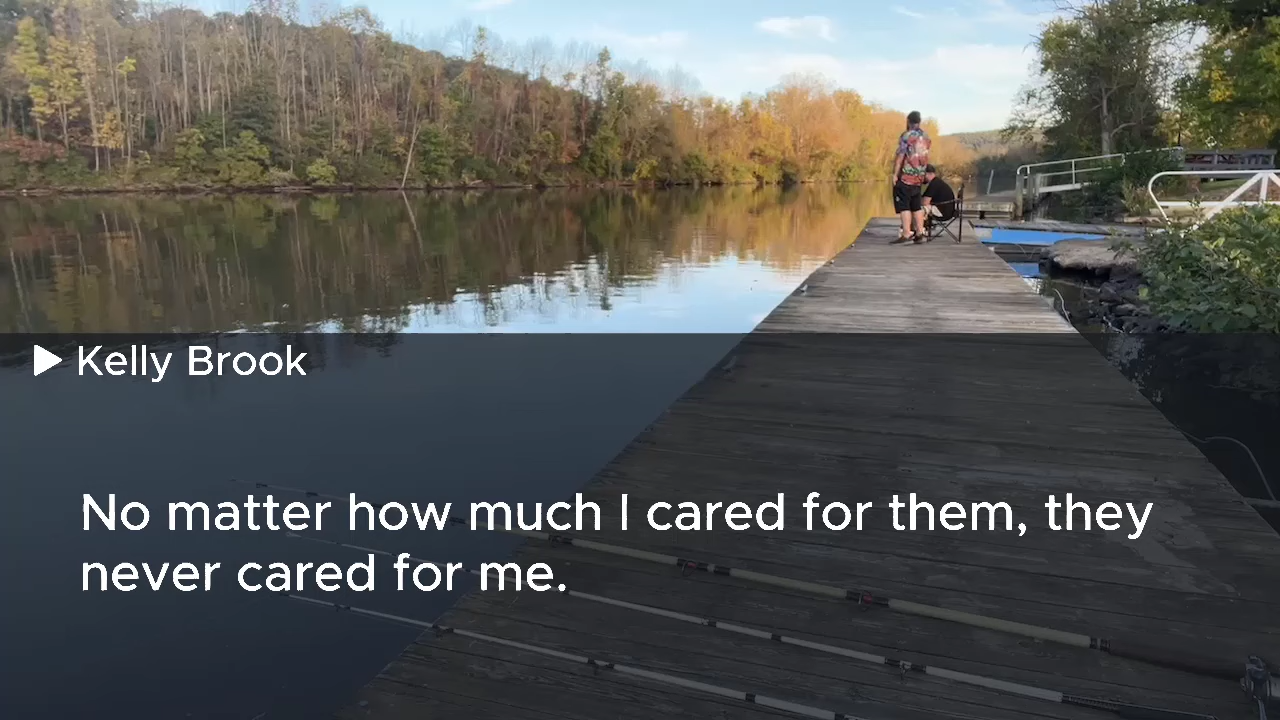 Kelly Brook
No matter how much I cared for them, they
never cared for me.